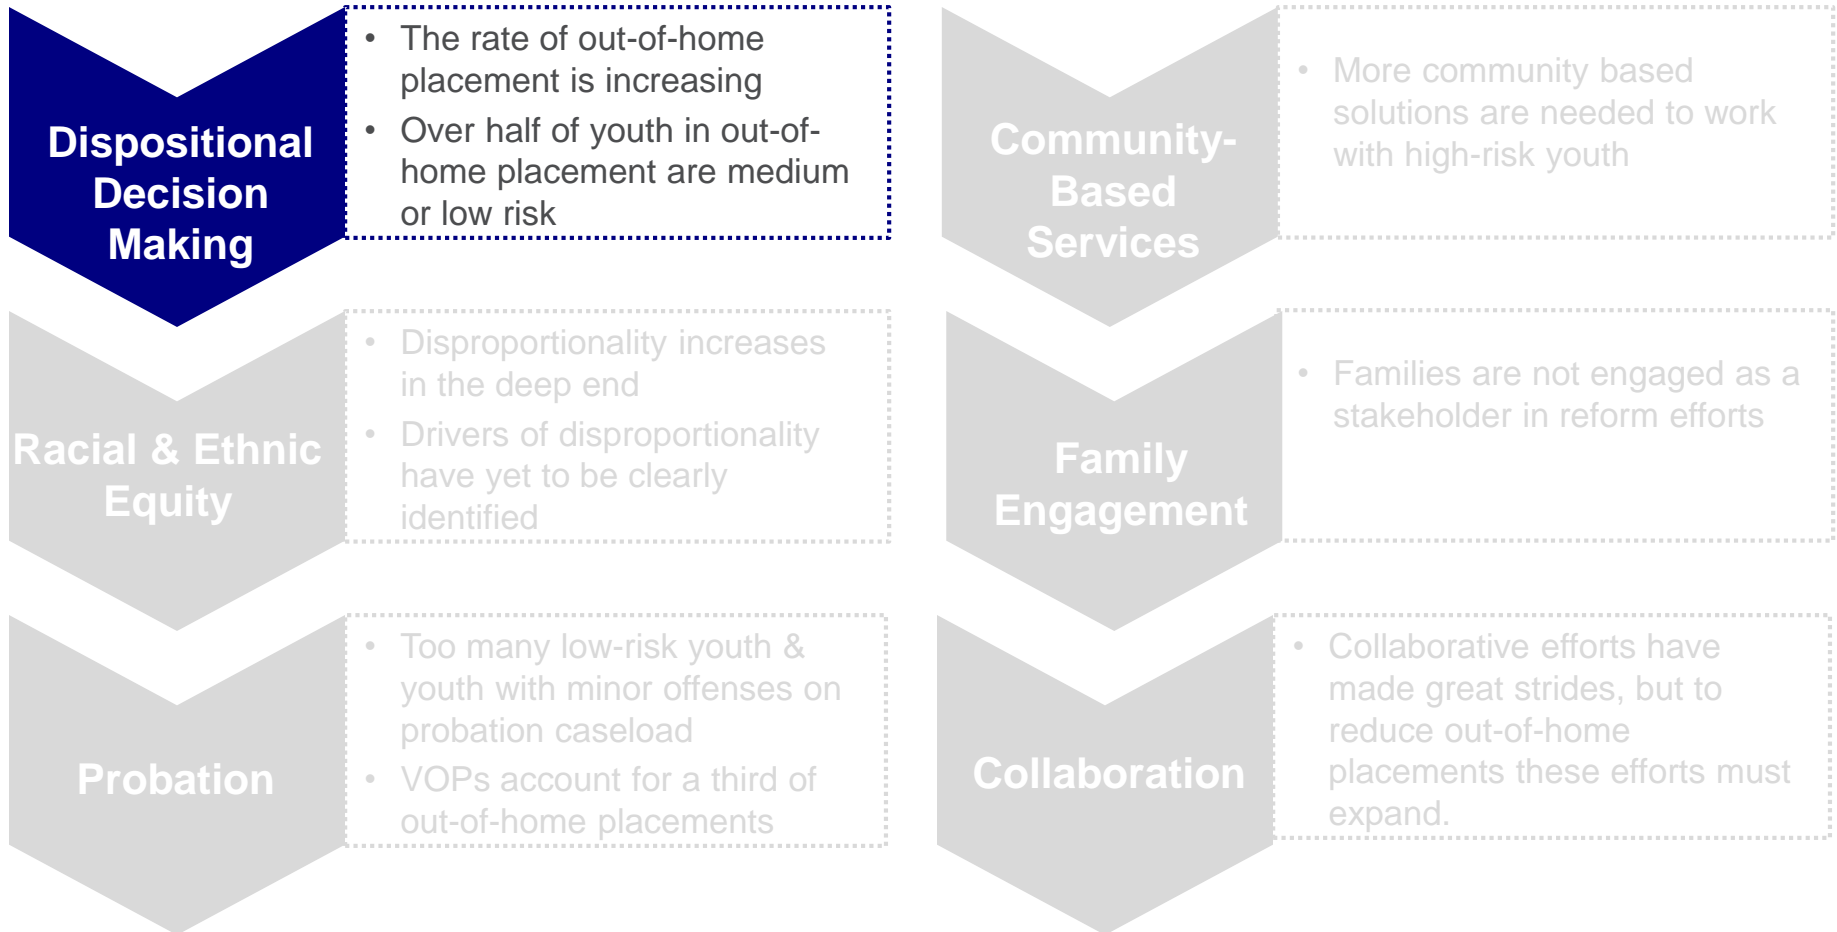 Dispositional
Decision
Making
• The rate of out-of-home
placement is increasing
• Over half of youth in out-of-
home placement are medium
or low risk
Racial & Ethnic
Equity
• Disproportionality increases
in the deep end
• Drivers of disproportionality
have yet to be clearly
identified
Probation
• Too many low-risk youth &
youth with minor offenses on
probation caseload
• VOPs account for a third of
out-of-home placements
Community-
Based
Services
• More community based
solutions are needed to work
with high-risk youth
Family
Engagement
• Families are not engaged as a
stakeholder in reform efforts
Collaboration
• Collaborative efforts have
made great strides, but to
reduce out-of-home
placements these efforts must
expand.